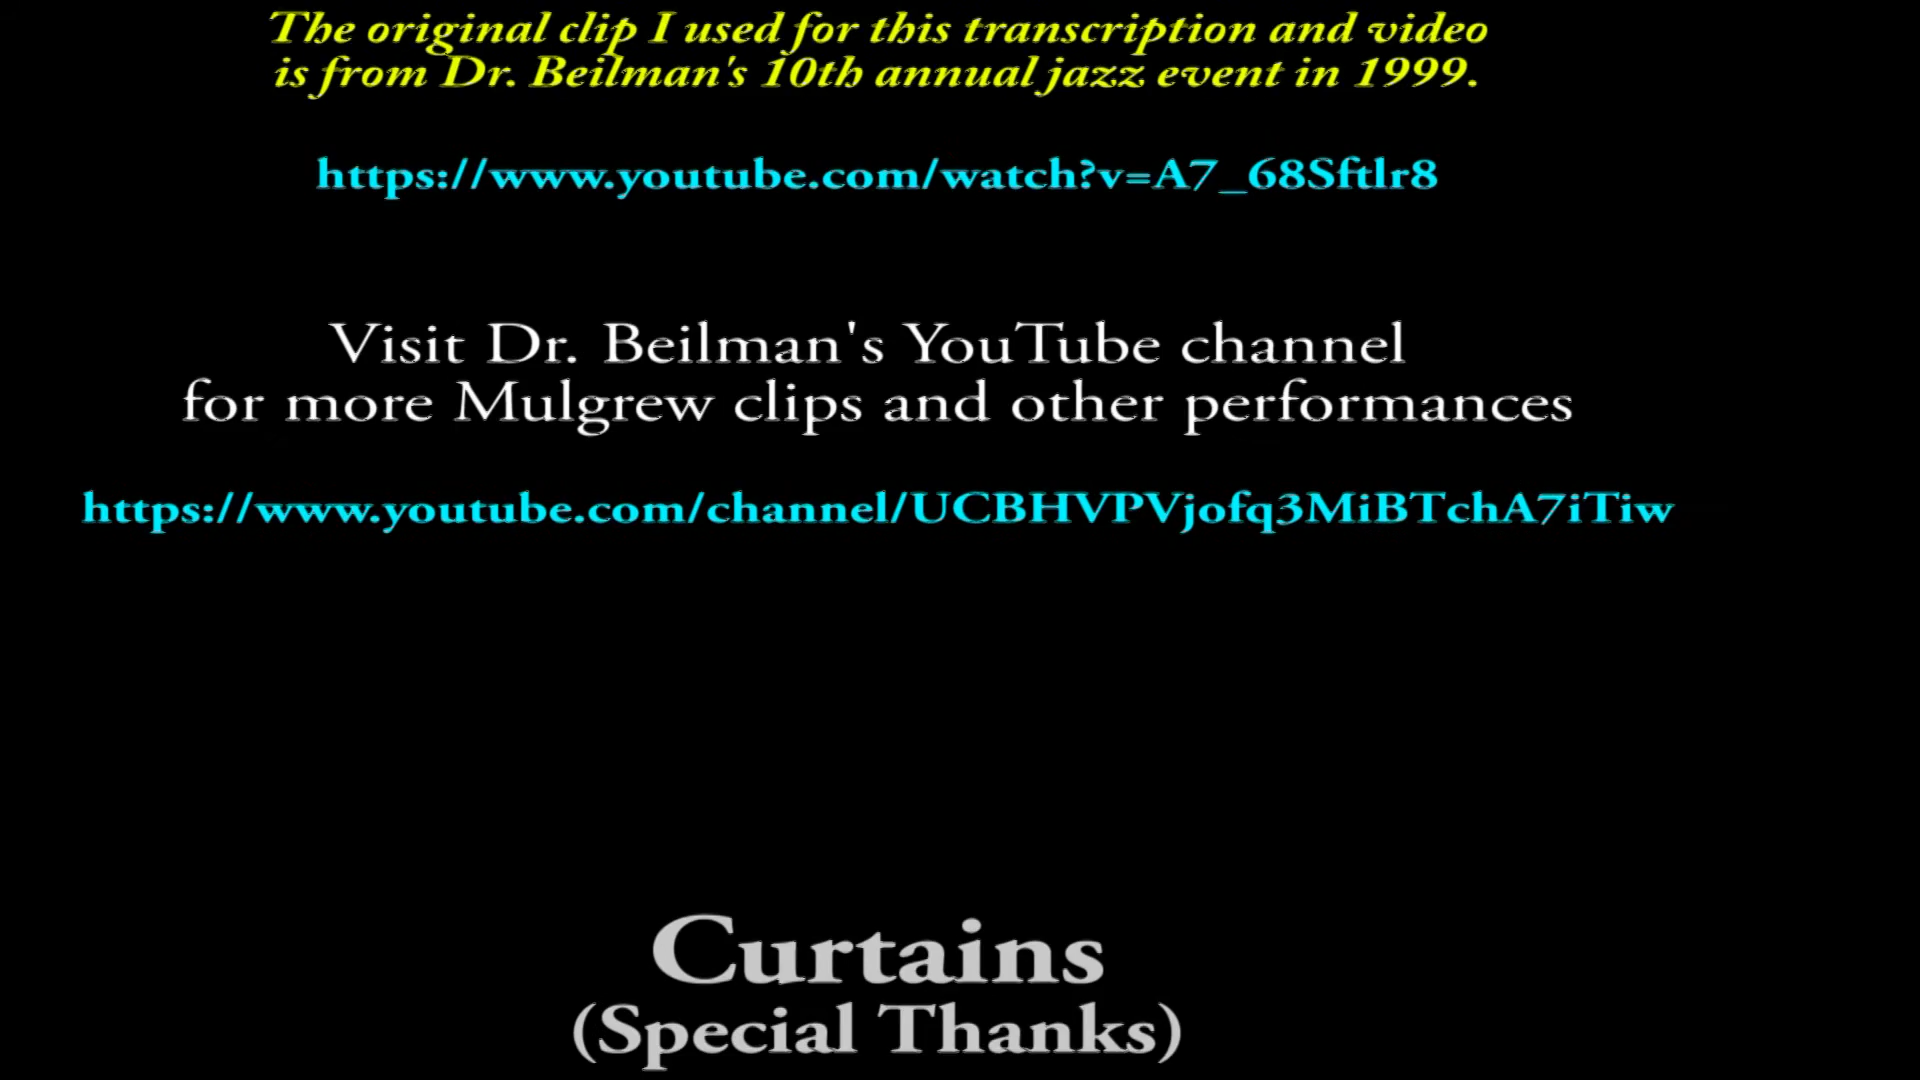 The original clip I used for this transcription and video
is from Dr. Beilman's 10th annual jazz event in 1999.
https://www.youtube.com/watch?v=A7_68Sftlr8
Visit Dr. Beilman's YouTube channel
for more Mulgrew clips and other performances
https://www.youtube.com/channel/UCBHVPVjofq3MiBTchA7iTiw
Curtains
(Special Thanks)